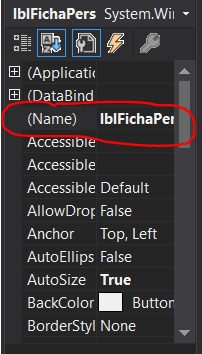 lblFichaPers System.Win
(Applicatio
(DataBind
(Name) lblFichaPer
Accessible
Accessible
Accessible Default
AllowDrop False
Anchor Top, Left
AutoEllips False
AutoSize True
BackColor Button
BorderStyl None